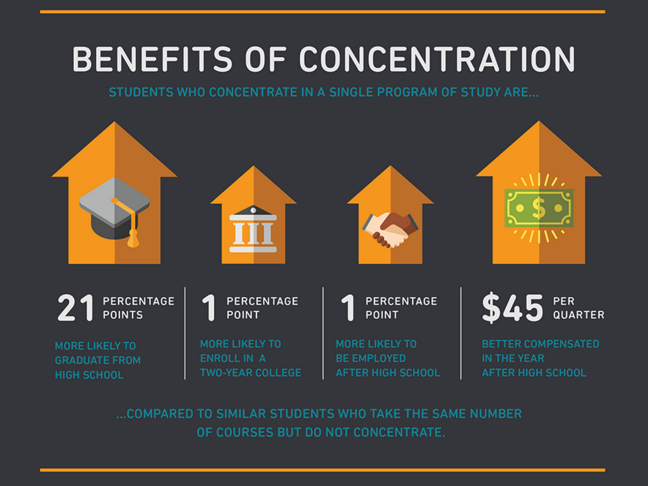 BENEFITS OF CONCENTRATION
STUDENTS WHO CONCENTRATE IN A SINGLE PROGRAM OF STUDY ARE...
$
21 PERCENTAGE
POINTS
MORE LIKELY TO
GRADUATE FROM
HIGH SCHOOL
1 PERCENTAGE
POINT
MORE LIKELY TO
ENROLL IN A
TWO-YEAR COLLEGE
1 PERCENTAGE
POINT
MORE LIKELY TO
BE EMPLOYED
AFTER HIGH SCHOOL
$45 PER
QUARTER
BETTER COMPENSATED
IN THE YEAR
AFTER HIGH SCHOOL
...COMPARED TO SIMILAR STUDENTS WHO TAKE THE SAME NUMBER
OF COURSES BUT DO NOT CONCENTRATE.